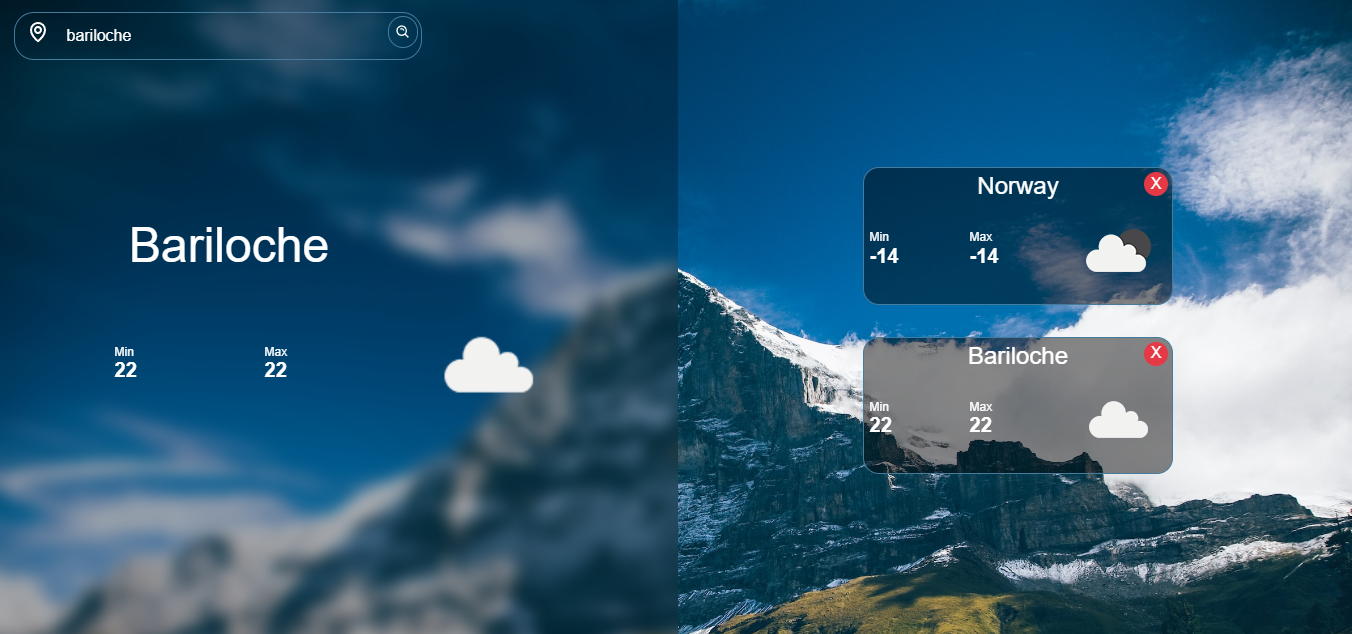 bariloche
Bariloche
Min Max
22 22
Norway X
Min Max
-14 -14
Bariloche X
Min Max
22 22